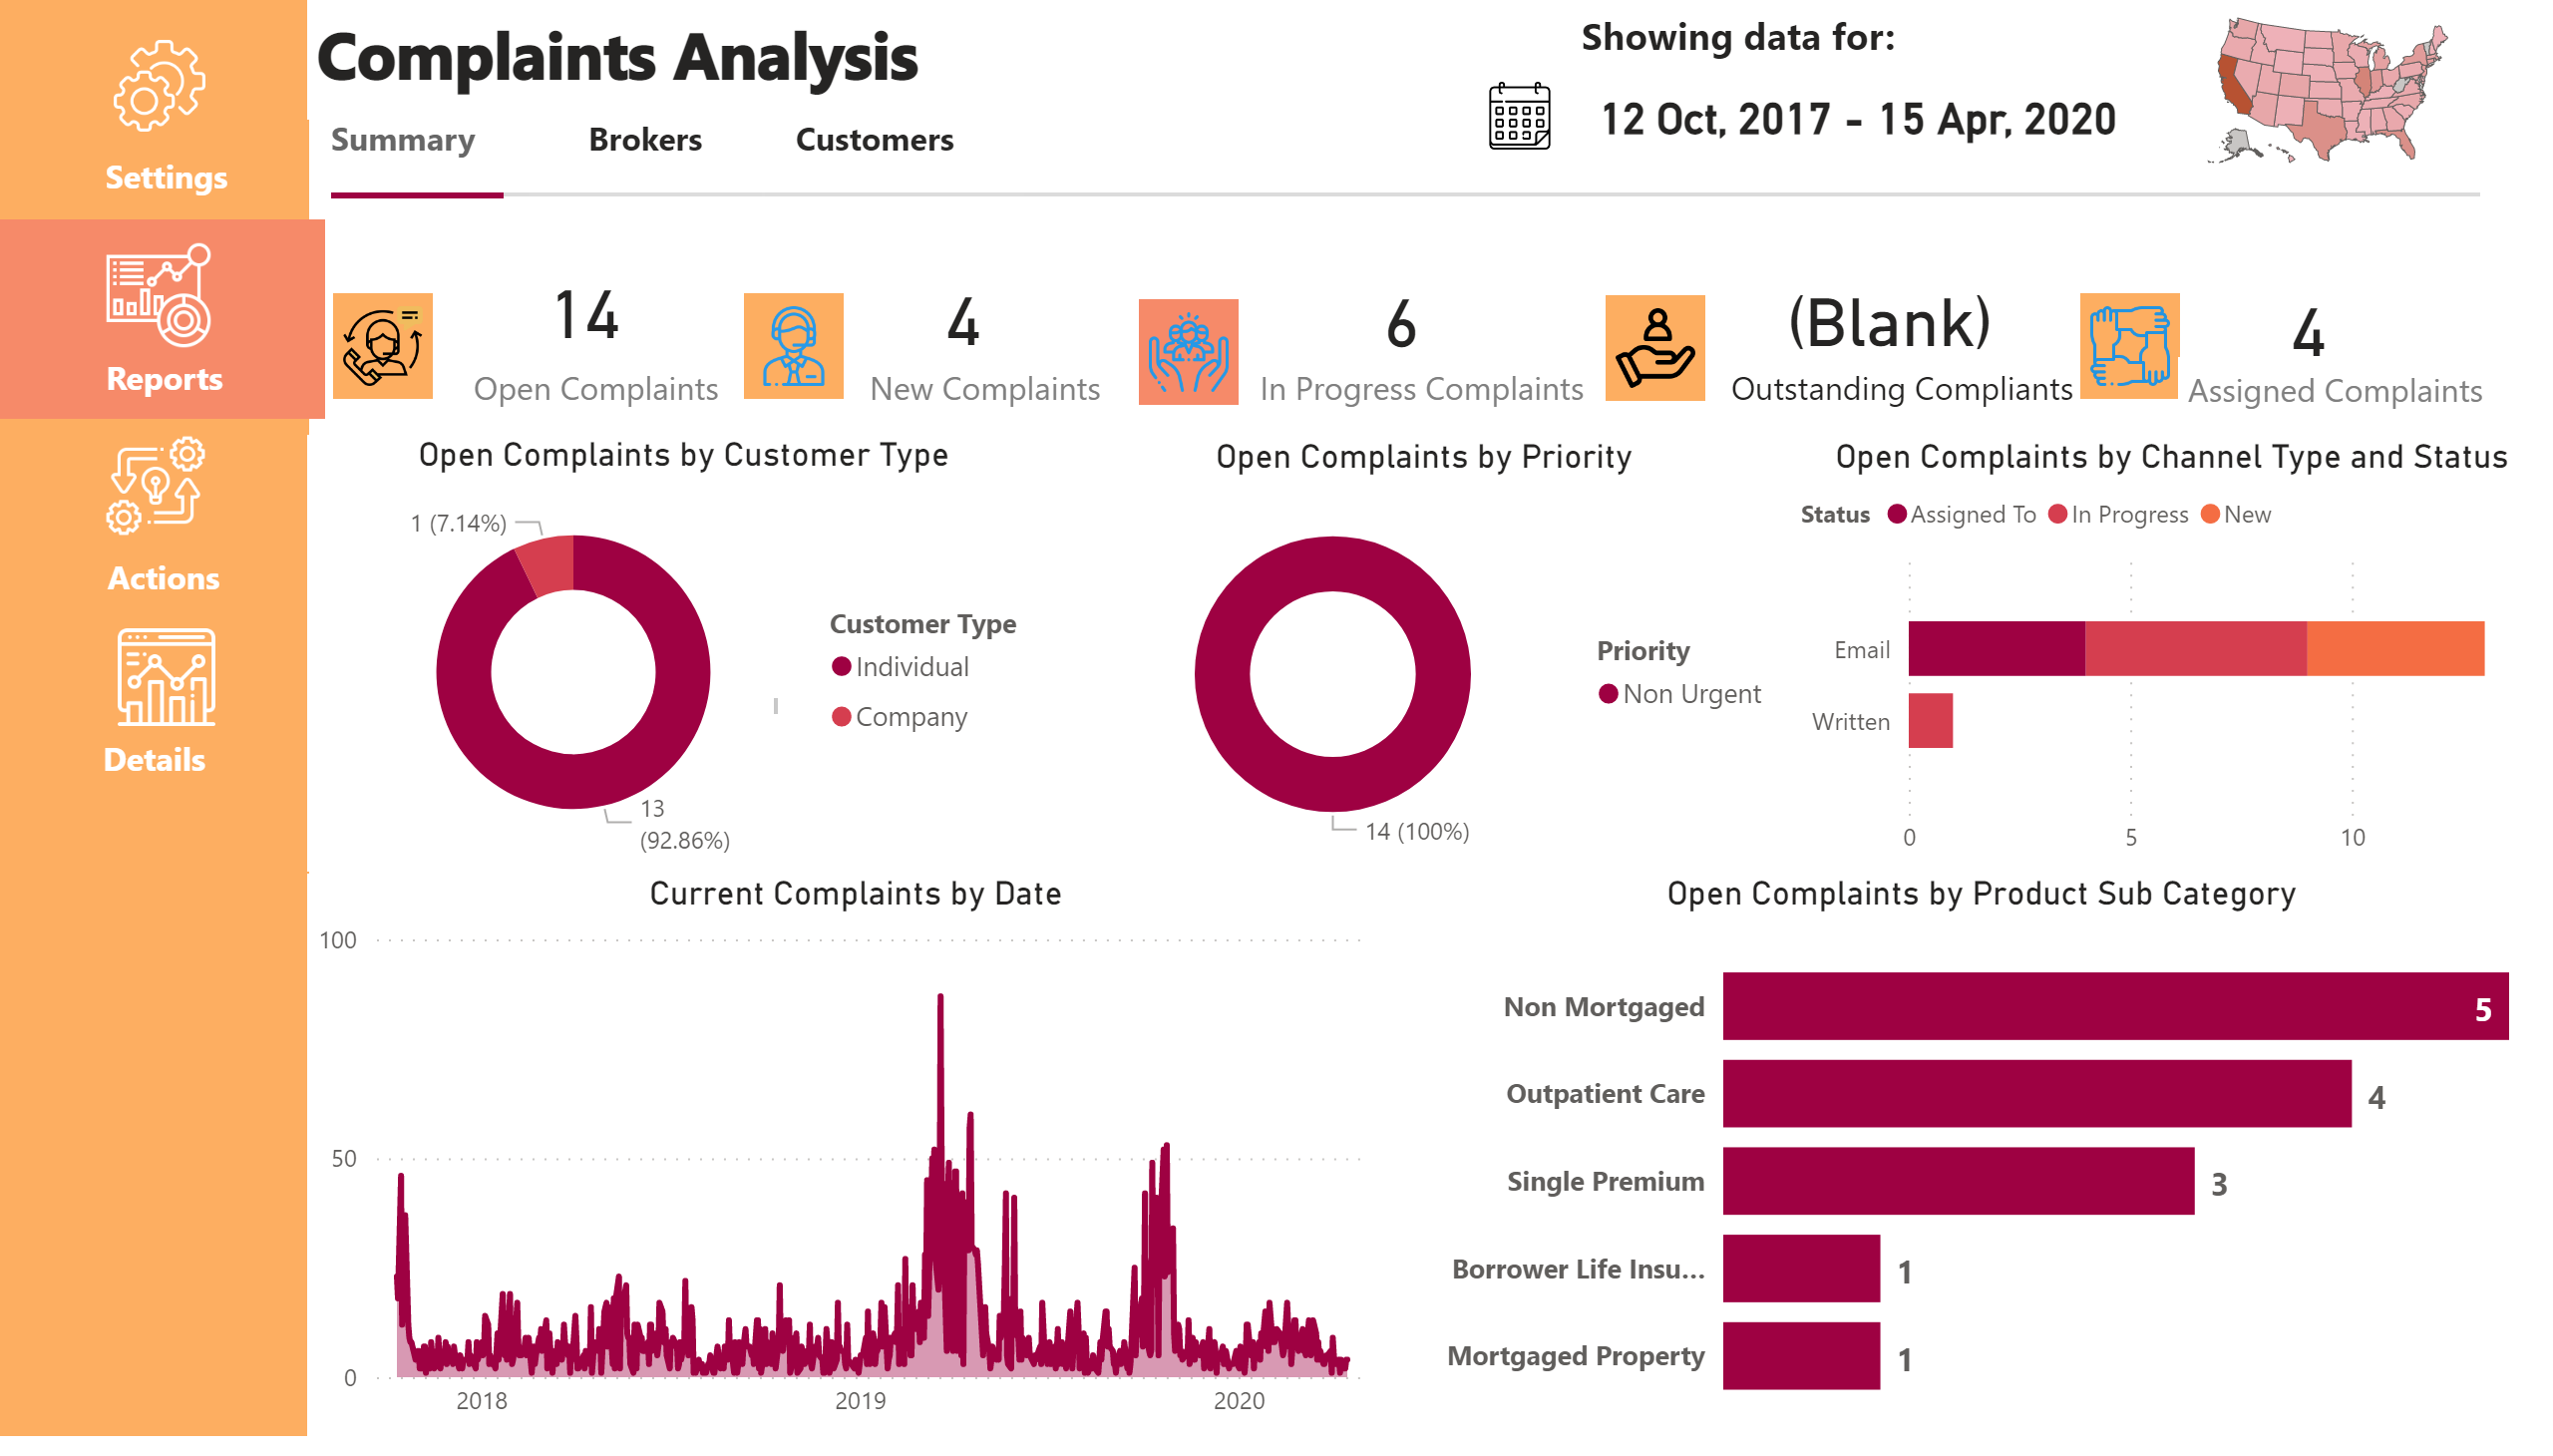 Complaints Analysis
Showing data for:
12 Oct, 2017 - 15 Apr, 2020
Summary
Brokers
Customers
Settings
Reports
Actions
Details
14
Open Complaints
4
New Complaints
6
In Progress Complaints
(Blank)
Outstanding Compliants
4
Assigned Complaints
Open Complaints by Customer Type
1 (7.14%)
13
(92.86%)
Customer Type
Individual
Company
Open Complaints by Priority
14 (100%)
Priority
Non Urgent
Open Complaints by Channel Type and Status
Status Assigned To In Progress New
Email
Written
0 5 10
Current Complaints by Date
100
50
0
2018 2019 2020
Open Complaints by Product Sub Category
Non Mortgaged 5
Outpatient Care 4
Single Premium 3
Borrower Life Insu... 1
Mortgaged Property 1